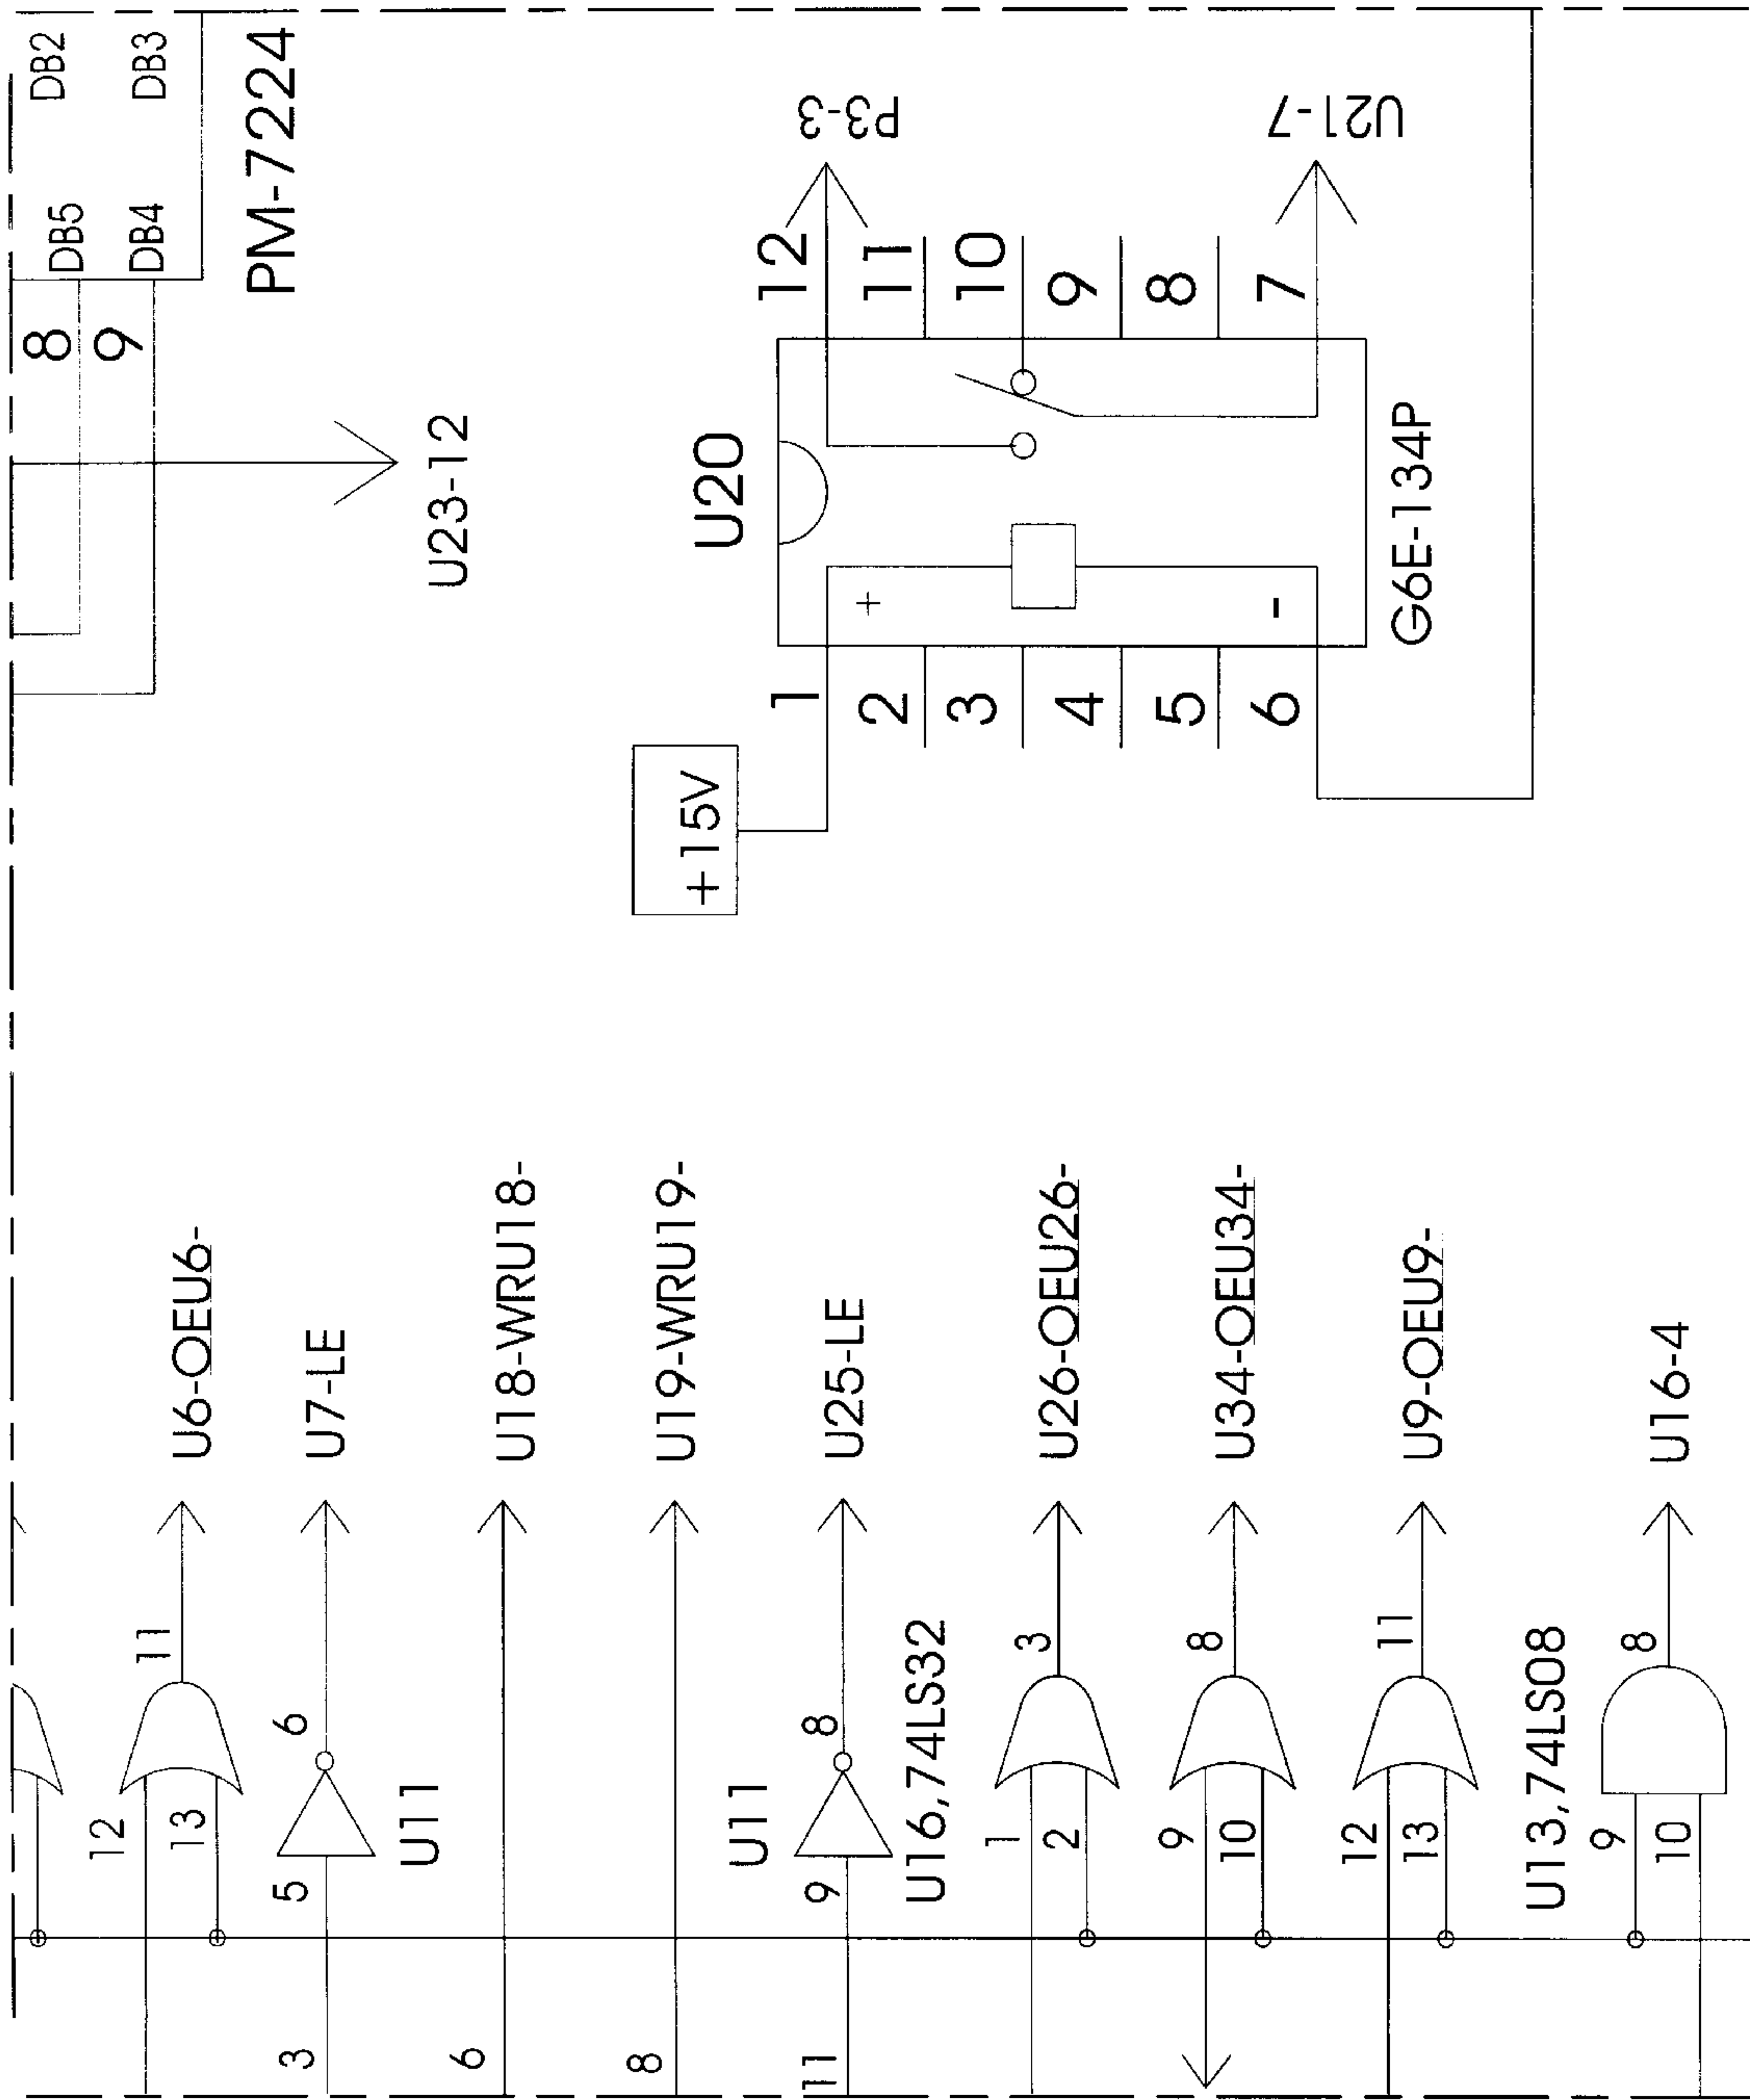 DB2
DB5
DB3
DB4
8
9
PM-7224
U23-12
P3-3
U21-7
U20
+15V
1
12
2
11
3
10
4
9
5
8
6
7
+
-
G6E-134P
12
13
11
U6-OEU6-
3
5
6
U7-LE
U11
6
U18-WRU18-
8
U19-WRU19-
U11
11
9
8
U25-LE
U16,74LS32
1
2
3
U26-OEU26-
9
10
8
U34-OEU34-
12
13
11
U9-OEU9-
U13,74LS08
9
10
8
U16-4